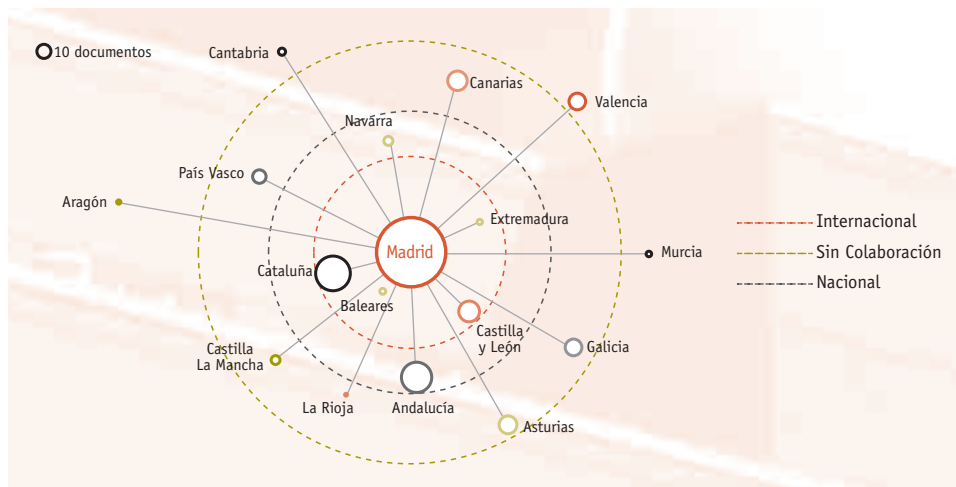 10 documentos
Cantabria
Canarias
Valencia
Navárra
País Vasco
Aragón
Extremadura
Internacional
Madrid
Murcia
Sin Colaboración
Cataluña
Nacional
Baleares
Castilla
y León
Galicia
Castilla
La Mancha
La Rioja
Andalucía
Asturias